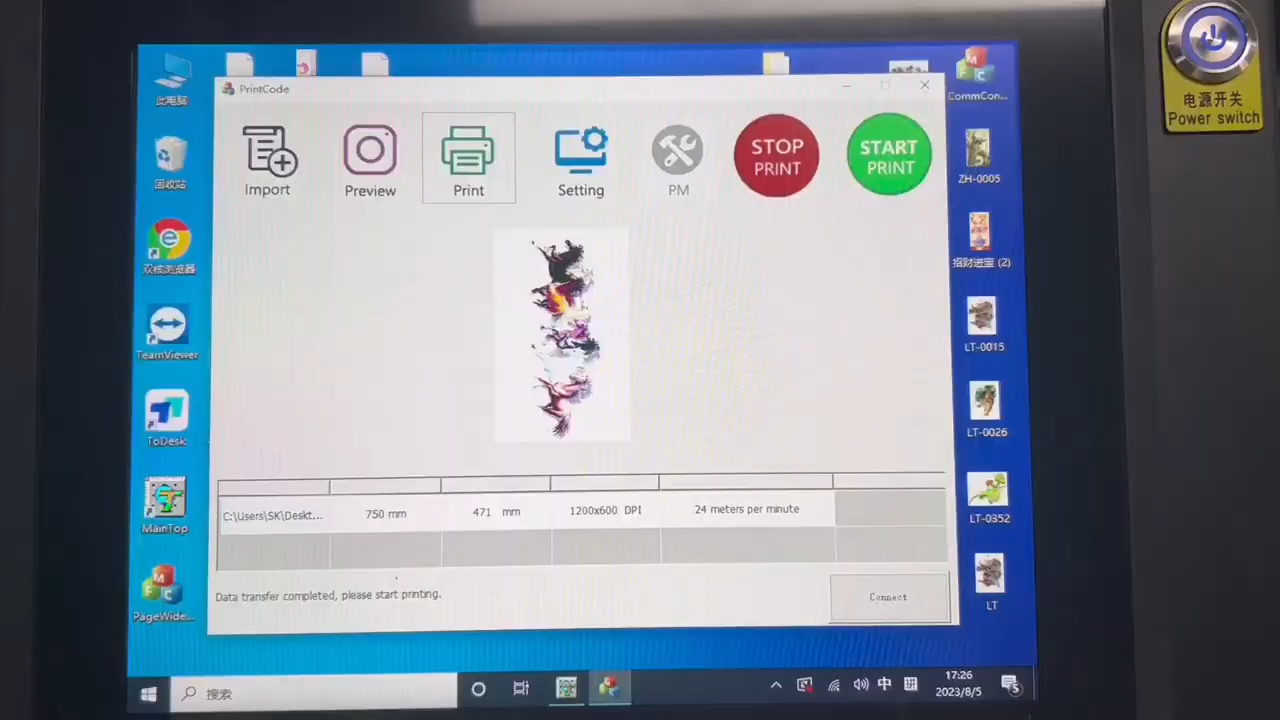 PrintCode
Import
Preview
Print
Setting
PM
STOP
PRINT
START
PRINT
C:\Users\SK\Deskt...
750 mm
471 mm
1200x600 DPI
24 meters per minute
Data transfer completed, please start printing.
Connect
此电脑
回收站
双核浏览器
TeamViewer
ToDesk
MainTop
PageWide...
CommCon...
ZH-0005
招财进宝 (2)
LT-0015
LT-0026
LT-0352
LT
搜索
中
17:26
2023/8/5
5
电源开关
Power switch